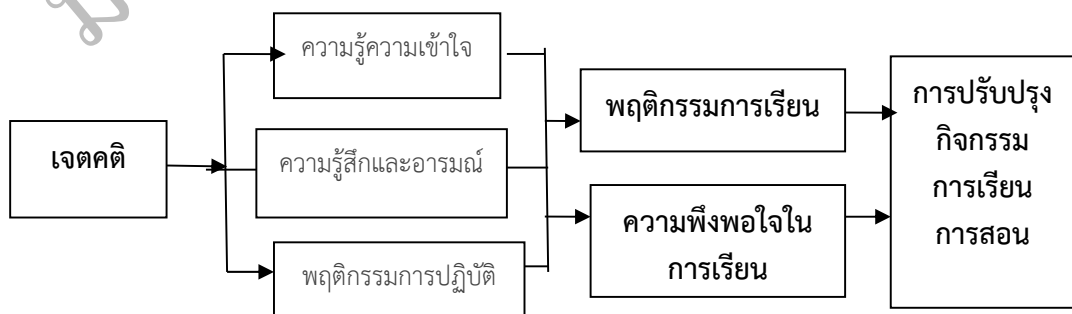 เจตคติ
ความรู้ความเข้าใจ
ความรู้สึกและอารมณ์
พฤติกรรมการปฏิบัติ
พฤติกรรมการเรียน
ความพึงพอใจใน
การเรียน
การปรับปรุง
กิจกรรม
การเรียน
การสอน